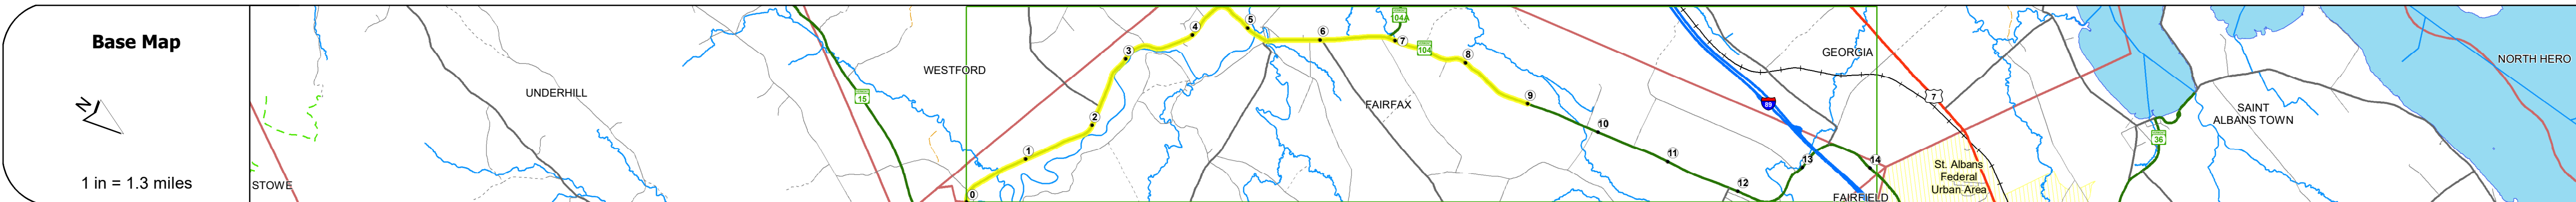 Base Map
N
1 in = 1.3 miles
STOWE
UNDERHILL
15
WESTFORD
0
1
2
3
4
5
6
7
8
9
10
11
12
13
14
104A
104
FAIRFAX
GEORGIA
89
7
FAIRFIELD
St. Albans
Federal
Urban Area
36
SAINT
ALBANS TOWN
NORTH HERO